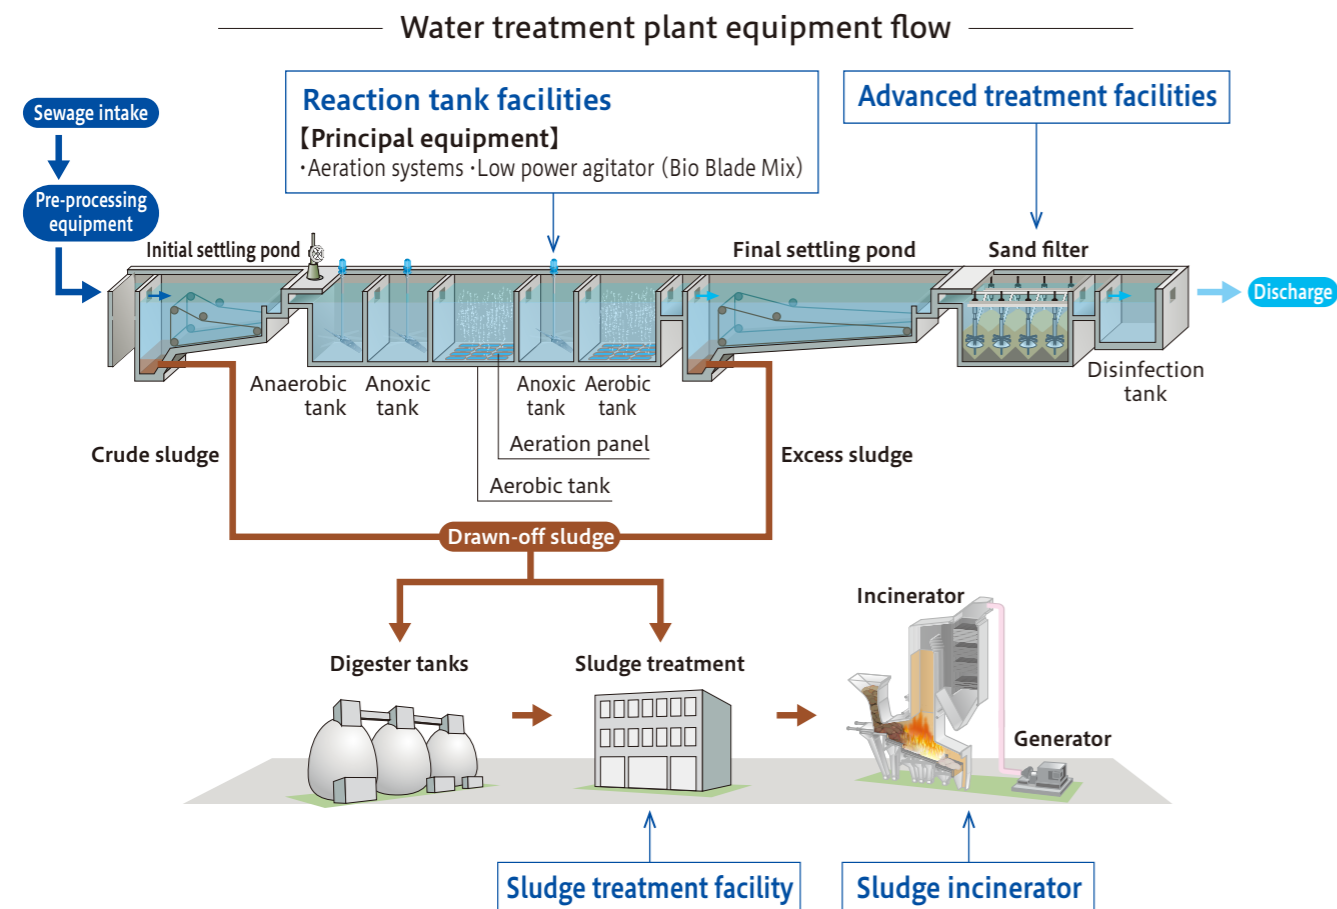 Water treatment plant equipment flow
Reaction tank facilities
【Principal equipment】
・Aeration systems ・Low power agitator (Bio Blade Mix)
Advanced treatment facilities
Sewage intake
Pre-processing
equipment
Initial settling pond
Final settling pond
Sand filter
Discharge
Anaerobic
tank
Anoxic
tank
Anoxic
tank
Aerobic
tank
Disinfection
tank
Aeration panel
Aerobic tank
Crude sludge
Excess sludge
Drawn-off sludge
Digester tanks
Sludge treatment
Incinerator
Generator
Sludge treatment facility
Sludge incinerator